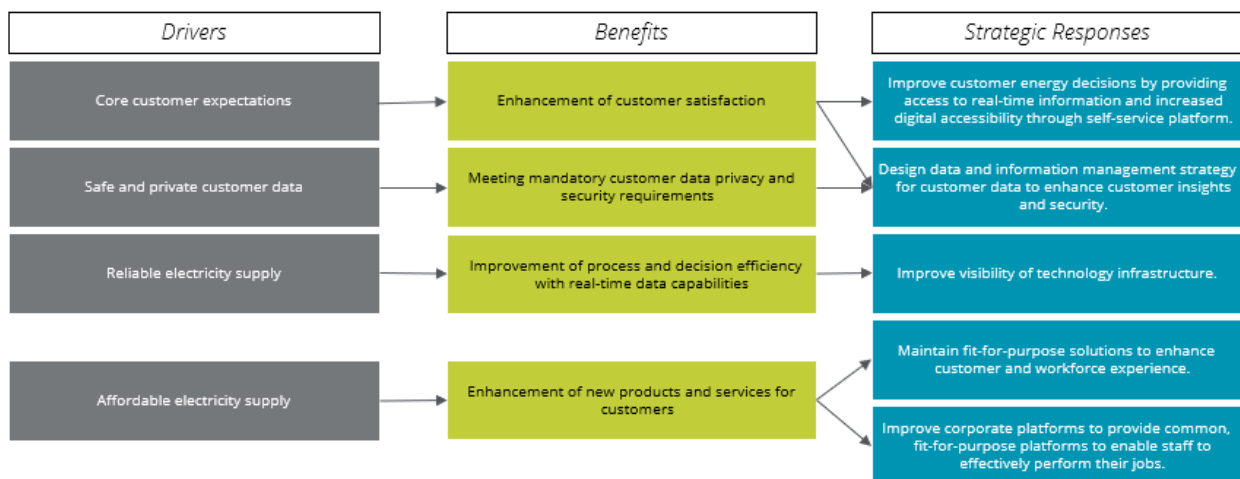 Drivers
Benefits
Strategic Responses
Core customer expectations
Enhancement of customer satisfaction
Improve customer energy decisions by providing
access to real-time information and increased
digital accessibility through self-service platform.
Safe and private customer data
Meeting mandatory customer data privacy and
security requirements
Design data and information management strategy
for customer data to enhance customer insights
and security.
Reliable electricity supply
Improvement of process and decision efficiency
with real-time data capabilities
Improve visibility of technology infrastructure.
Affordable electricity supply
Enhancement of new products and services for
customers
Maintain fit-for-purpose solutions to enhance
customer and workforce experience.
Improve corporate platforms to provide common,
fit-for-purpose platforms to enable staff to
effectively perform their jobs.